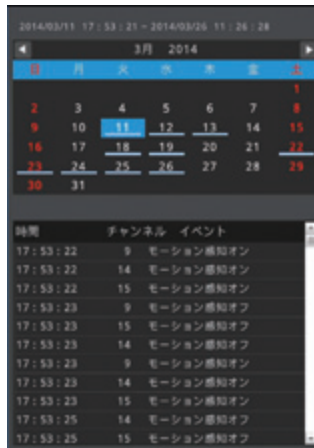 2014/03/11 17:53:21 - 2014/03/26 11:26:28
3月 2014
日 月 火 水 木 金 土
1
2 3 4 5 6 7 8
9 10 11 12 13 14 15
16 17 18 19 20 21 22
23 24 25 26 27 28 29
30 31
時間 チャンネル イベント
17:53:22 9 モーション感知オン
17:53:22 14 モーション感知オン
17:53:22 15 モーション感知オン
17:53:23 9 モーション感知オフ
17:53:23 15 モーション感知オフ
17:53:23 14 モーション感知オフ
17:53:23 9 モーション感知オン
17:53:23 14 モーション感知オン
17:53:23 15 モーション感知オン
17:53:25 14 モーション感知オフ
17:53:25 15 モーション感知オフ